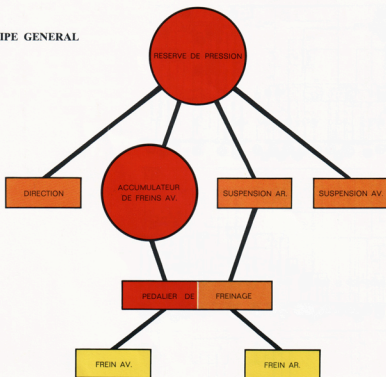 IPE GENERAL
RESERVE DE PRESSION
DIRECTION
ACCUMULATEUR
DE FREINS AV.
SUSPENSION AR.
SUSPENSION AV.
PEDALIER DE FREINAGE
FREIN AV.
FREIN AR.